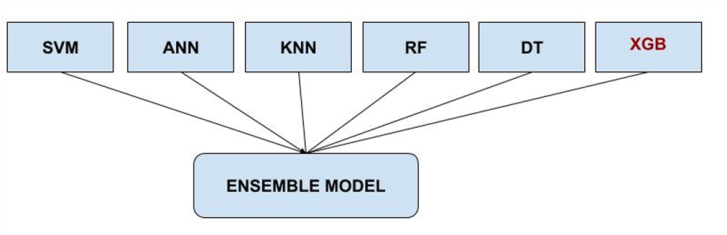 SVM
ANN
KNN
RF
DT
XGB
ENSEMBLE MODEL